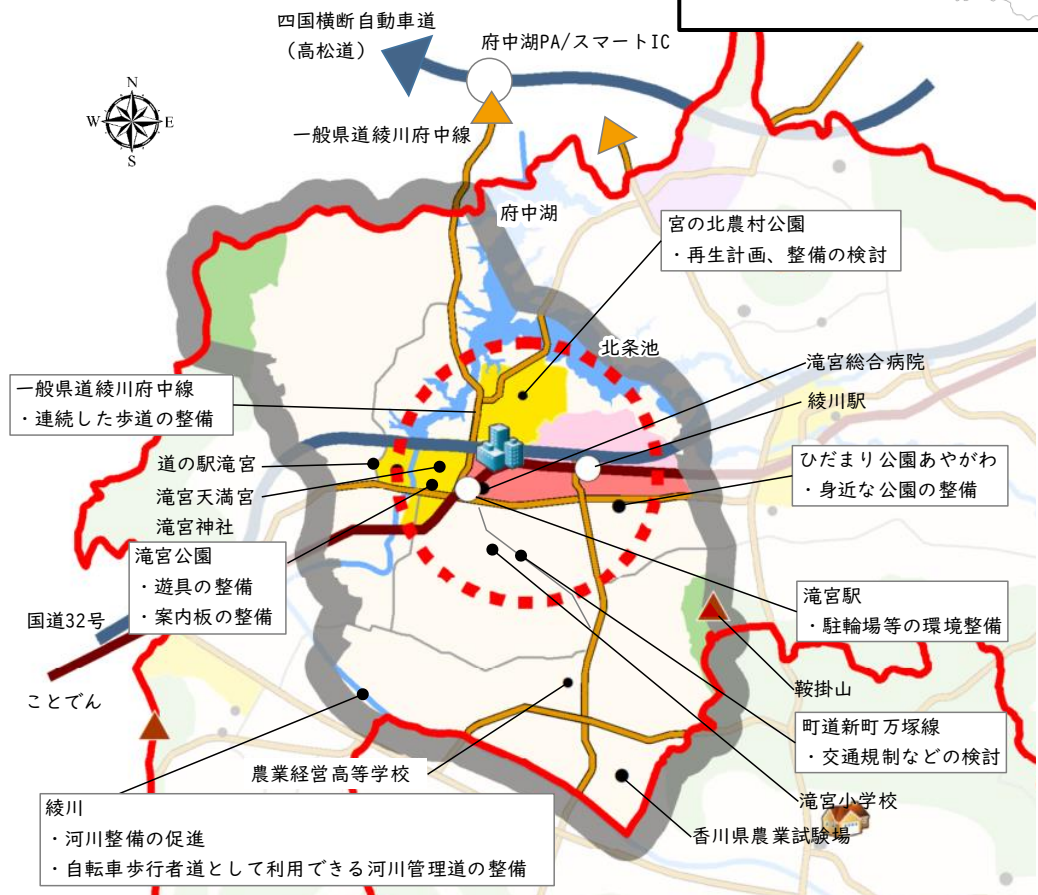 四国横断自動車道
（高松道）
府中湖PA/スマートIC
N
W
E
S
一般県道綾川府中線
府中湖
宮の北農村公園
・再生計画、整備の検討
北条池
滝宮総合病院
一般県道綾川府中線
・連続した歩道の整備
綾川駅
道の駅滝宮
ひだまり公園あやがわ
・身近な公園の整備
滝宮天満宮
滝宮神社
滝宮公園
・遊具の整備
・案内板の整備
国道32号
滝宮駅
・駐輪場等の環境整備
ことでん
鞍掛山
町道新町万塚線
・交通規制などの検討
農業経営高等学校
滝宮小学校
綾川
・河川整備の促進
・自転車歩行者道として利用できる河川管理道の整備
香川県農業試験場